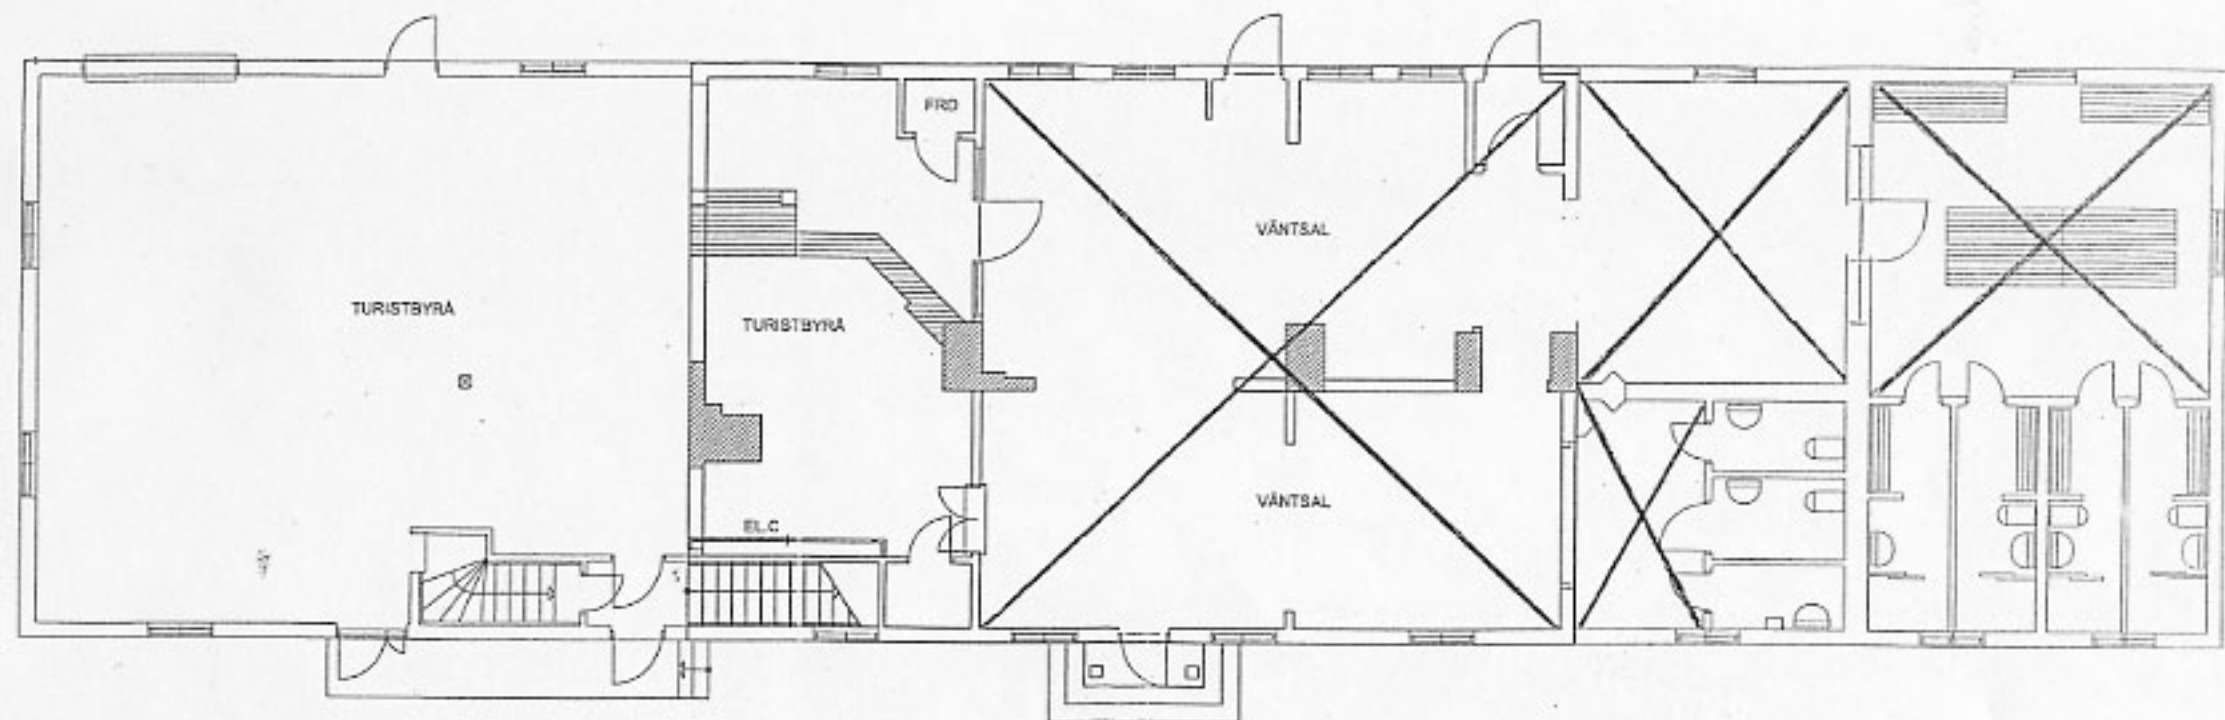 FRD
VÄNTSAL
TURISTBYRÅ
TURISTBYRÅ
VÄNTSAL
EL.C